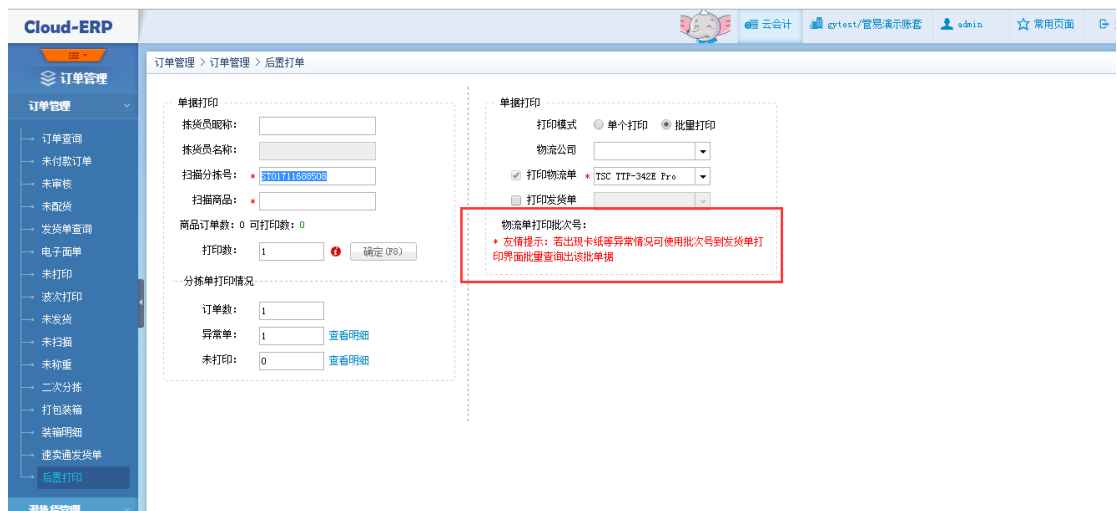 Cloud-ERP
云会计
gytest/管易演示账套
admin
常用页面
订单管理
订单管理 > 订单管理 > 后置打单
订单管理
订单查询
未付款订单
未审核
未配货
发货单查询
电子面单
未打印
波次打印
未发货
未扫描
未称重
二次分拣
打包装箱
装箱明细
速卖通发货单
后置打印
退换货管理
单据打印
拣货员昵称:
拣货员名称:
扫描分拣号: * ST01711688508
扫描商品: *
商品订单数: 0 可打印数: 0
打印数: 1 确定(F8)
分拣单打印情况
订单数: 1
异常单: 1 查看明细
未打印: 0 查看明细
单据打印
打印模式 单个打印 批量打印
物流公司
打印物流单 * TSC TTP-342E Pro
打印发货单
物流单打印批次号:
* 友情提示: 若出现卡纸等异常情况可使用批次号到发货单打
印界面批量查询出该批单据